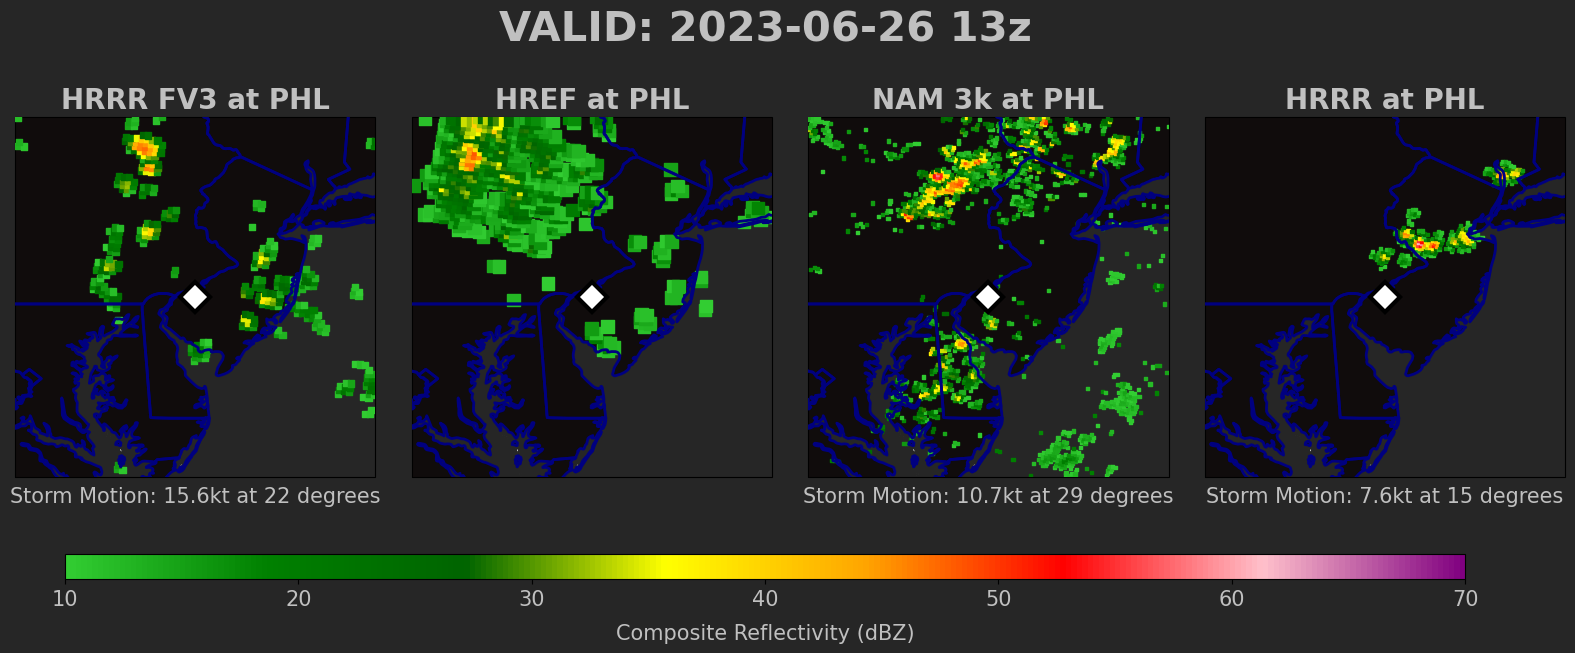 VALID: 2023-06-26 13z
HRRR FV3 at PHL
HREF at PHL
NAM 3k at PHL
HRRR at PHL
Storm Motion: 15.6kt at 22 degrees
Storm Motion: 10.7kt at 29 degrees
Storm Motion: 7.6kt at 15 degrees
10 20 30 40 50 60 70
Composite Reflectivity (dBZ)